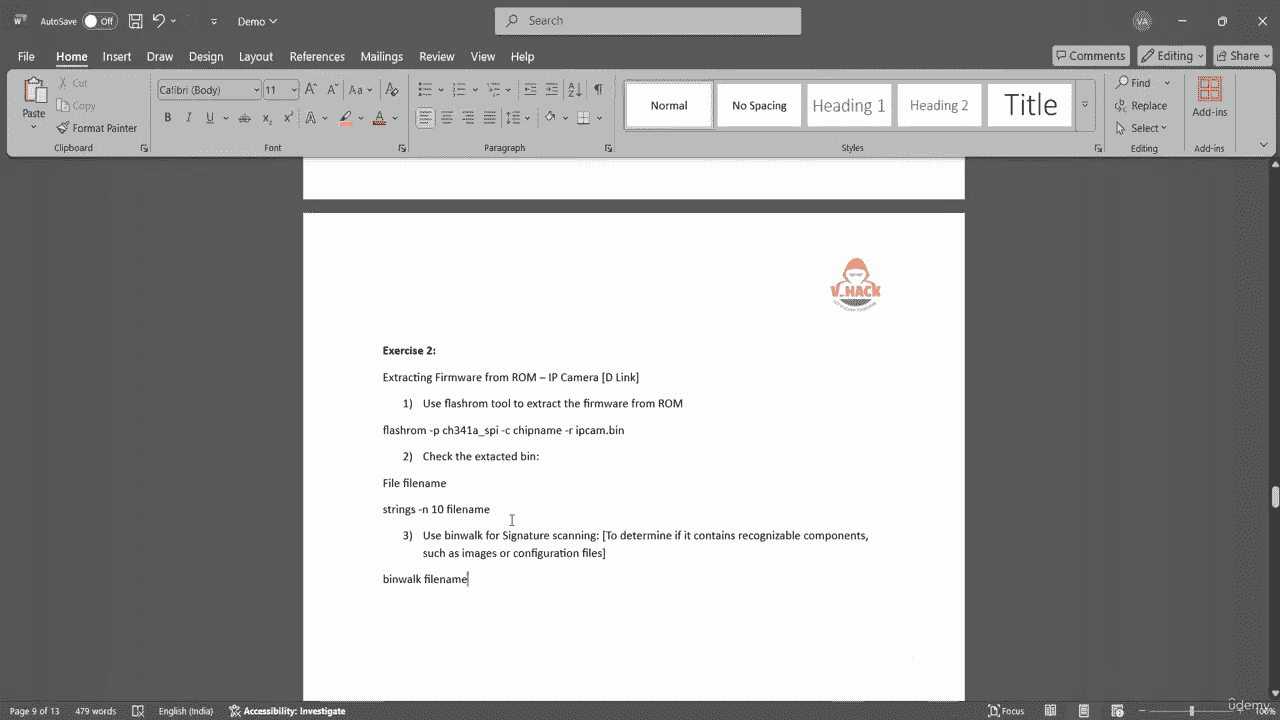 AutoSave Off Demo Search VA
File Home Insert Draw Design Layout References Mailings Review View Help Comments Editing Share
Paste Cut Copy Format Painter Clipboard
Calibri (Body) 11 Font
Paragraph
Normal No Spacing Heading 1 Heading 2 Title Styles
Find Replace Select Editing
Add-ins Add-ins
V HACK
Exercise 2:
Extracting Firmware from ROM – IP Camera [D Link]
1) Use flashrom tool to extract the firmware from ROM
flashrom -p ch341a_spi -c chipname -r ipcam.bin
2) Check the extacted bin:
File filename
strings -n 10 filename
3) Use binwalk for Signature scanning: [To determine if it contains recognizable components,
such as images or configuration files]
binwalk filename
Page 9 of 13 479 words English (India) Accessibility: Investigate Focus 100%
Udemy